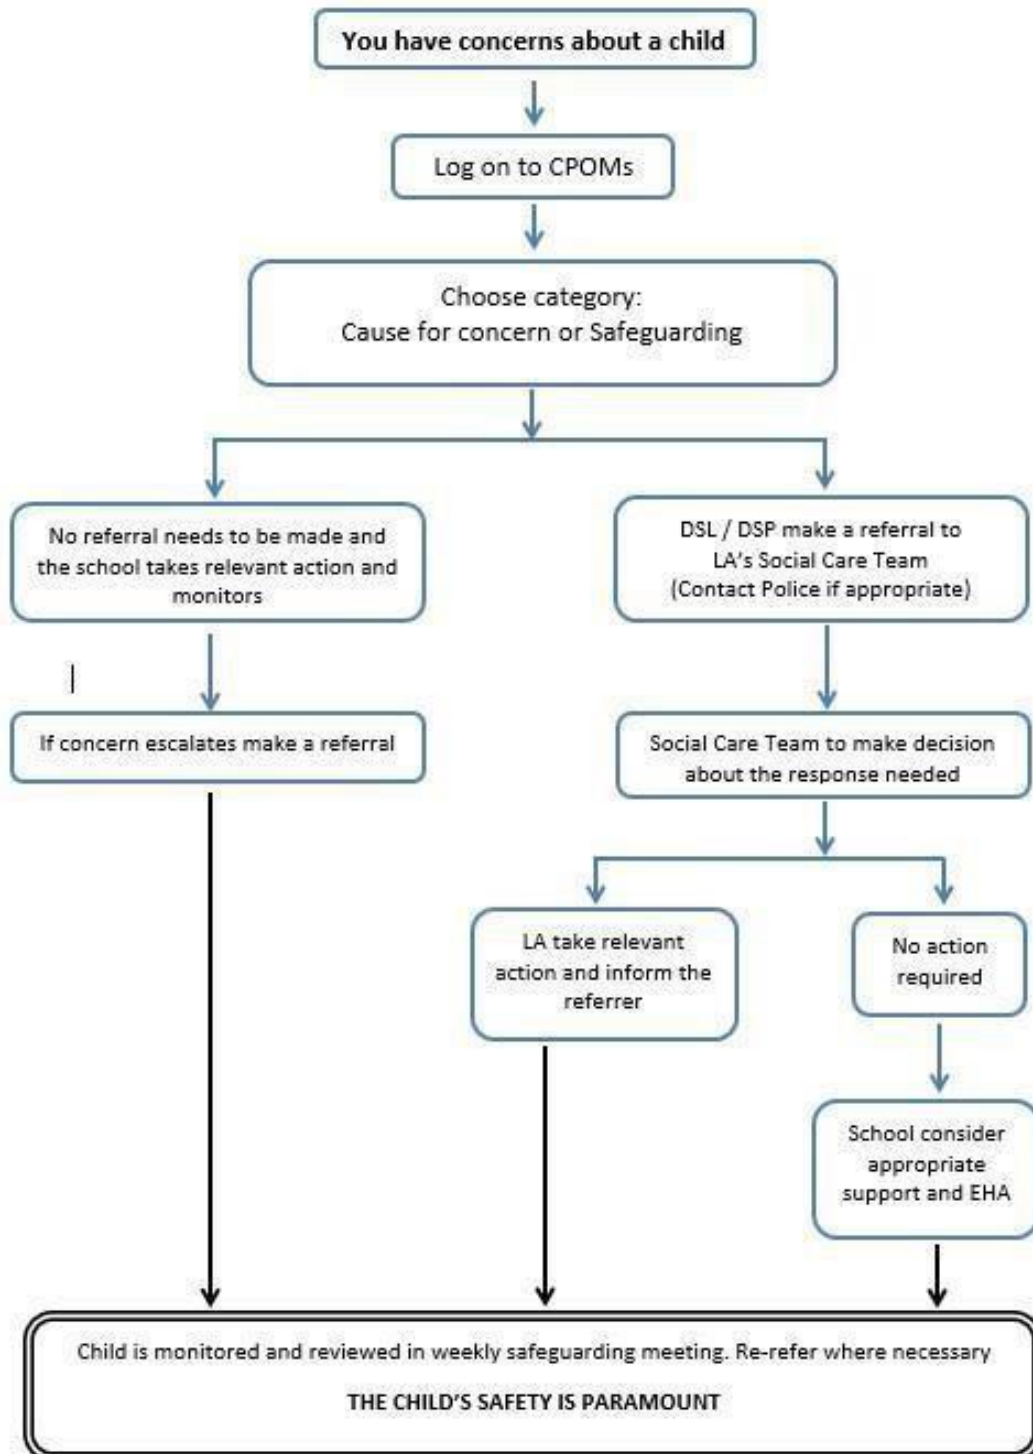 You have concerns about a child
Log on to CPOMs
Choose category:
Cause for concern or Safeguarding
No referral needs to be made and
the school takes relevant action and
monitors
DSL / DSP make a referral to
LA's Social Care Team
(Contact Police if appropriate)
If concern escalates make a referral
Social Care Team to make decision
about the response needed
LA take relevant
action and inform the
referrer
No action
required
School consider
appropriate
support and EHA
Child is monitored and reviewed in weekly safeguarding meeting. Re-refer where necessary
THE CHILD'S SAFETY IS PARAMOUNT